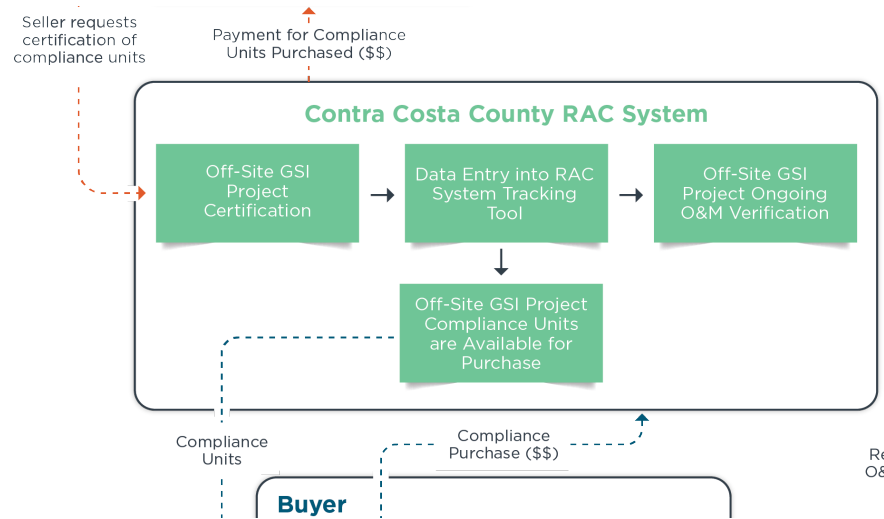 Seller requests
certification of
compliance units
Payment for Compliance
Units Purchased ($$)
Contra Costa County RAC System
Off-Site GSI
Project
Certification
Data Entry into RAC
System Tracking
Tool
Off-Site GSI
Project Ongoing
O&M Verification
Off-Site GSI Project
Compliance Units
are Available for
Purchase
Compliance
Units
Compliance
Purchase ($$)
Buyer